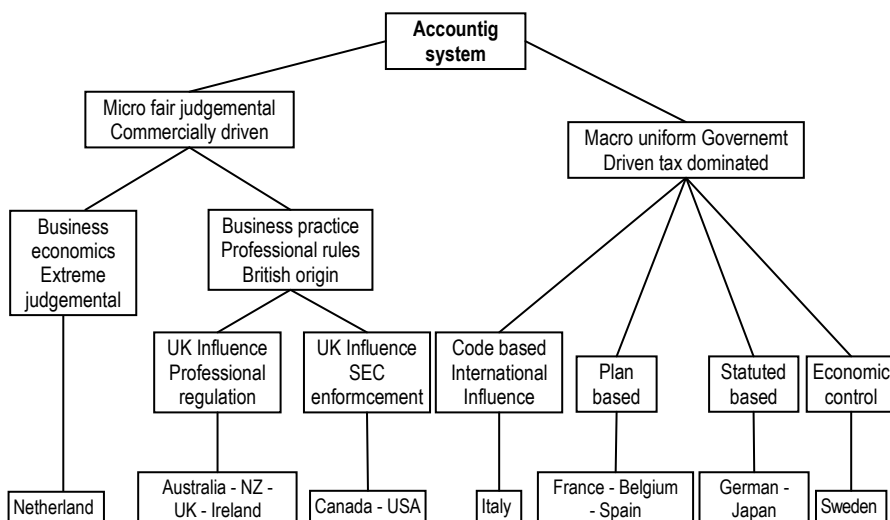 Accountig
system
Micro fair judgemental
Commercially driven
Macro uniform Governemt
Driven tax dominated
Business
economics
Extreme
judgemental
Business practice
Professional rules
British origin
UK Influence
Professional
regulation
UK Influence
SEC
enformcement
Code based
International
Influence
Plan
based
Statuted
based
Economic
control
Netherland
Australia - NZ -
UK - Ireland
Canada - USA
Italy
France - Belgium
- Spain
German -
Japan
Sweden